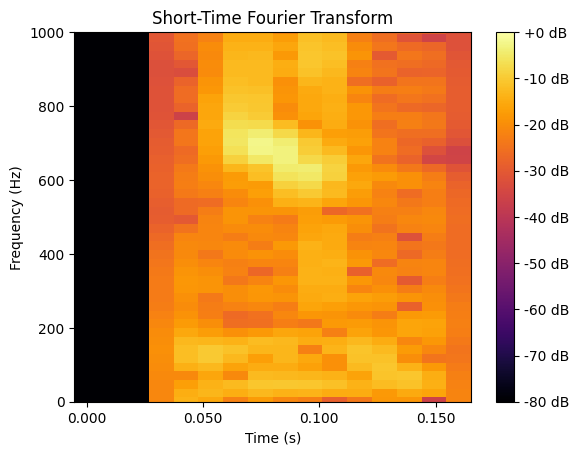 Short-Time Fourier Transform
1000
800
600
400
200
0
Frequency (Hz)
0.000
0.050
0.100
0.150
Time (s)
+0 dB
-10 dB
-20 dB
-30 dB
-40 dB
-50 dB
-60 dB
-70 dB
-80 dB